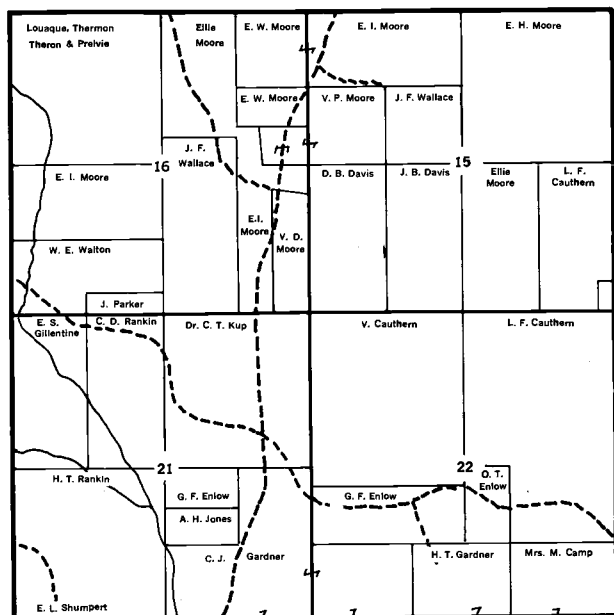 Louaque, Thermon
Theron & Prelvie
Ellie
Moore
E. W. Moore
E. I. Moore
E. H. Moore
E. W. Moore
V. P. Moore
J. F. Wallace
J. F.
Wallace
16
15
E. I. Moore
D. B. Davis
J. B. Davis
Ellie
Moore
L. F.
Cauthern
E.I.
Moore
V. D.
Moore
W. E. Walton
J. Parker
E. S.
Gillentine
C. D. Rankin
Dr. C. T. Kup
V. Cauthern
L. F. Cauthern
21
22
H. T. Rankin
G. F. Enlow
G. F. Enlow
O. T.
Enlow
A. H. Jones
C. J. Gardner
H. T. Gardner
Mrs. M. Camp
E. L. Shumpert